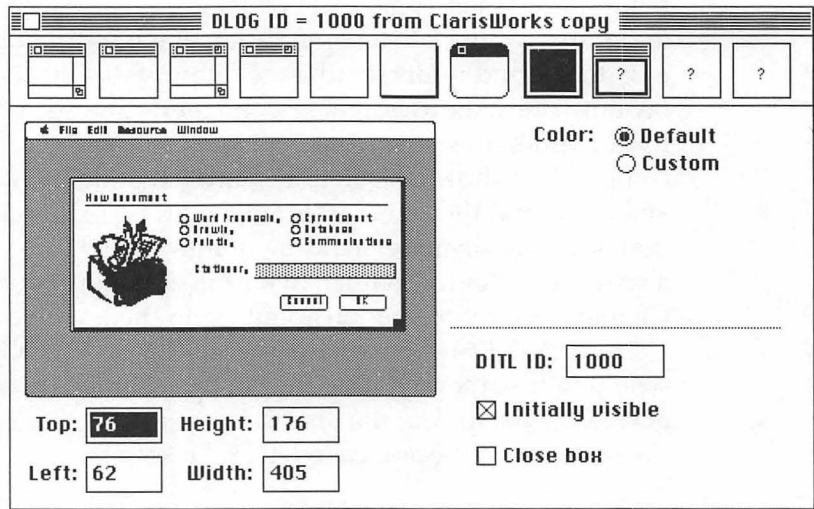 DLOG ID = 1000 from ClarisWorks copy
? ? ?
File Edit Resource Window
Color: Default
Custom
New Document
Word Processing Spreadsheet
Drawing Database
Painting Communications
Cancel OK
DITL ID: 1000
Initially visible
Close box
Top: 76 Height: 176
Left: 62 Width: 405